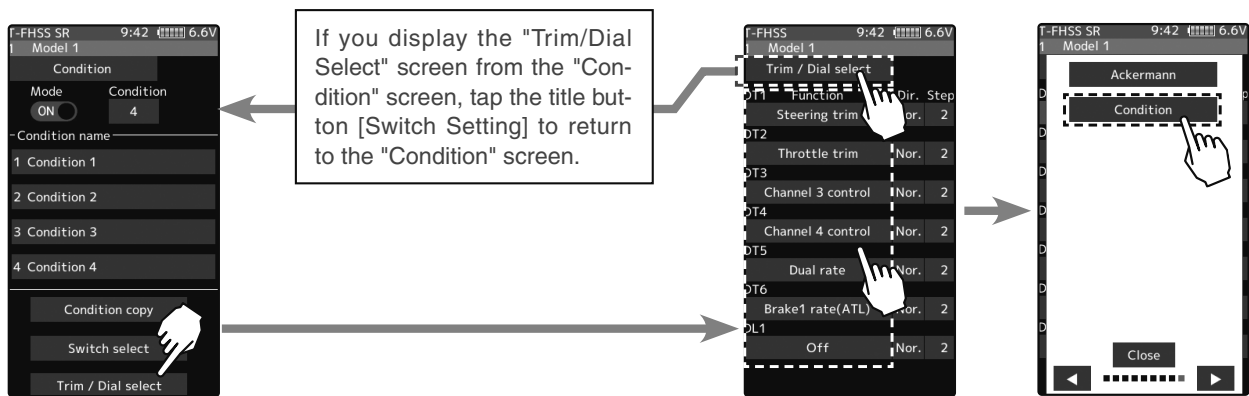 T-FHSS SR 9:42 6.6V
1 Model 1
Condition
Mode Condition
ON 4
Condition name
1 Condition 1
2 Condition 2
3 Condition 3
4 Condition 4
Condition copy
Switch select
Trim / Dial select
If you display the "Trim/Dial
Select" screen from the "Con-
dition" screen, tap the title but-
ton [Switch Setting] to return
to the "Condition" screen.
T-FHSS 9:42 6.6V
1 Model 1
Trim / Dial select
DT1 Function Dir. Step
Steering trim Nor. 2
DT2
Throttle trim Nor. 2
DT3
Channel 3 control Nor. 2
DT4
Channel 4 control Nor. 2
DT5
Dual rate Nor. 2
DT6
Brake1 rate(ATL) Nor. 2
DL1
Off Nor. 2
T-FHSS SR 9:42 6.6V
1 Model 1
Ackermann
Condition
Close